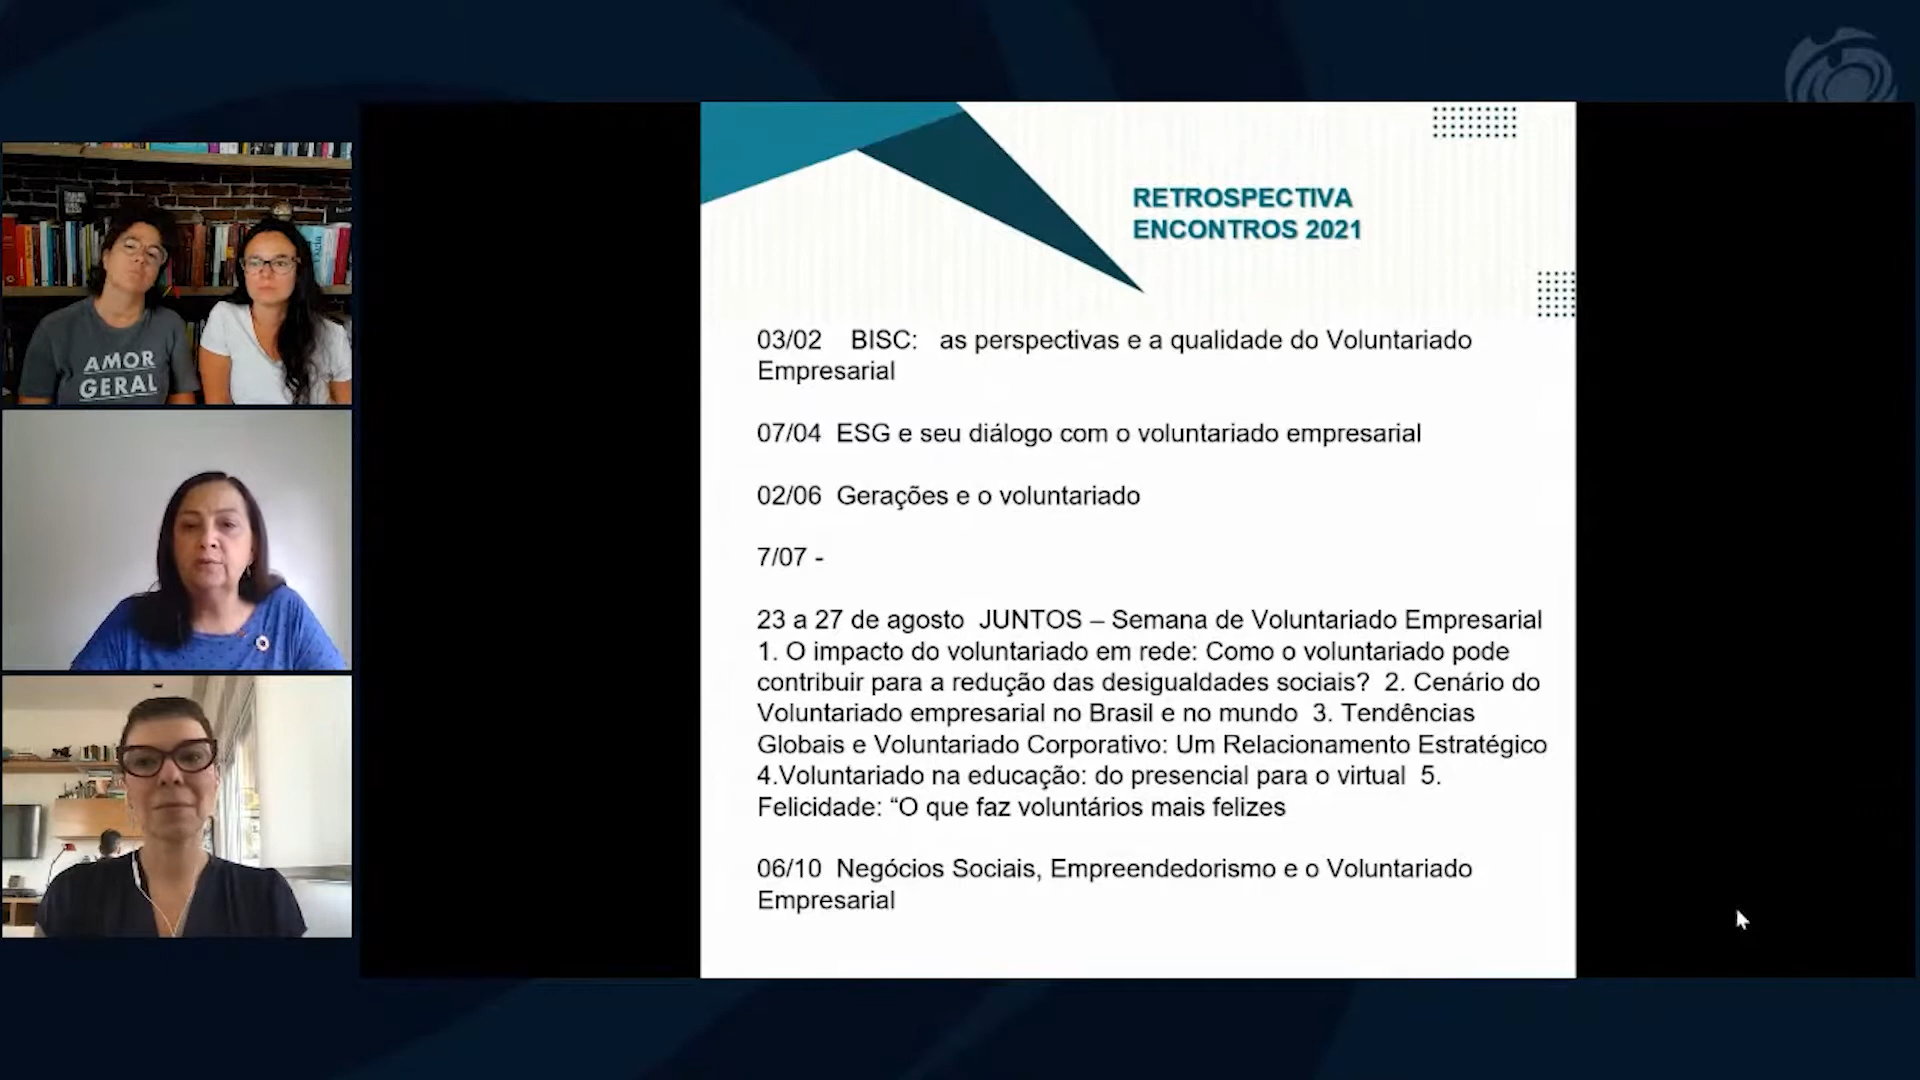 AMOR
GERAL
RETROSPECTIVA
ENCONTROS 2021
03/02 BISC: as perspectivas e a qualidade do Voluntariado
Empresarial
07/04 ESG e seu diálogo com o voluntariado empresarial
02/06 Gerações e o voluntariado
7/07 -
23 a 27 de agosto JUNTOS – Semana de Voluntariado Empresarial
1. O impacto do voluntariado em rede: Como o voluntariado pode
contribuir para a redução das desigualdades sociais? 2. Cenário do
Voluntariado empresarial no Brasil e no mundo 3. Tendências
Globais e Voluntariado Corporativo: Um Relacionamento Estratégico
4.Voluntariado na educação: do presencial para o virtual 5.
Felicidade: “O que faz voluntários mais felizes
06/10 Negócios Sociais, Empreendedorismo e o Voluntariado
Empresarial